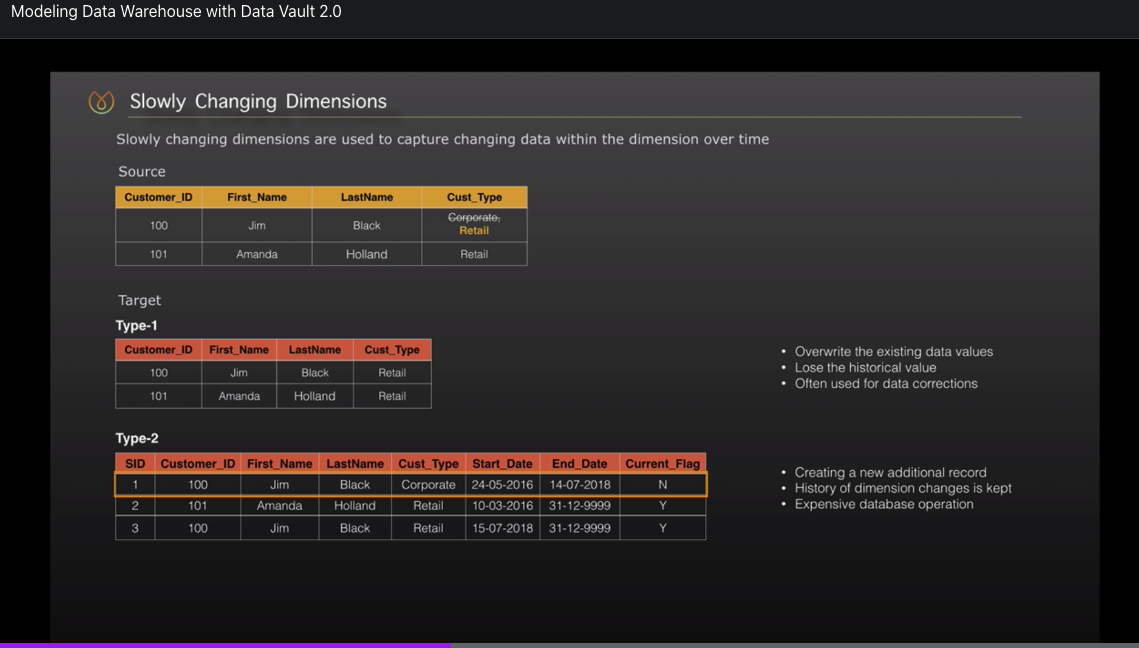 Modeling Data Warehouse with Data Vault 2.0
Slowly Changing Dimensions
Slowly changing dimensions are used to capture changing data within the dimension over time
Source
Customer_ID First_Name LastName Cust_Type
100 Jim Black Corporate, Retail
101 Amanda Holland Retail
Target
Type-1
Customer_ID First_Name LastName Cust_Type
100 Jim Black Retail
101 Amanda Holland Retail
• Overwrite the existing data values
• Lose the historical value
• Often used for data corrections
Type-2
SID Customer_ID First_Name LastName Cust_Type Start_Date End_Date Current_Flag
1 100 Jim Black Corporate 24-05-2016 14-07-2018 N
2 101 Amanda Holland Retail 10-03-2016 31-12-9999 Y
3 100 Jim Black Retail 15-07-2018 31-12-9999 Y
• Creating a new additional record
• History of dimension changes is kept
• Expensive database operation